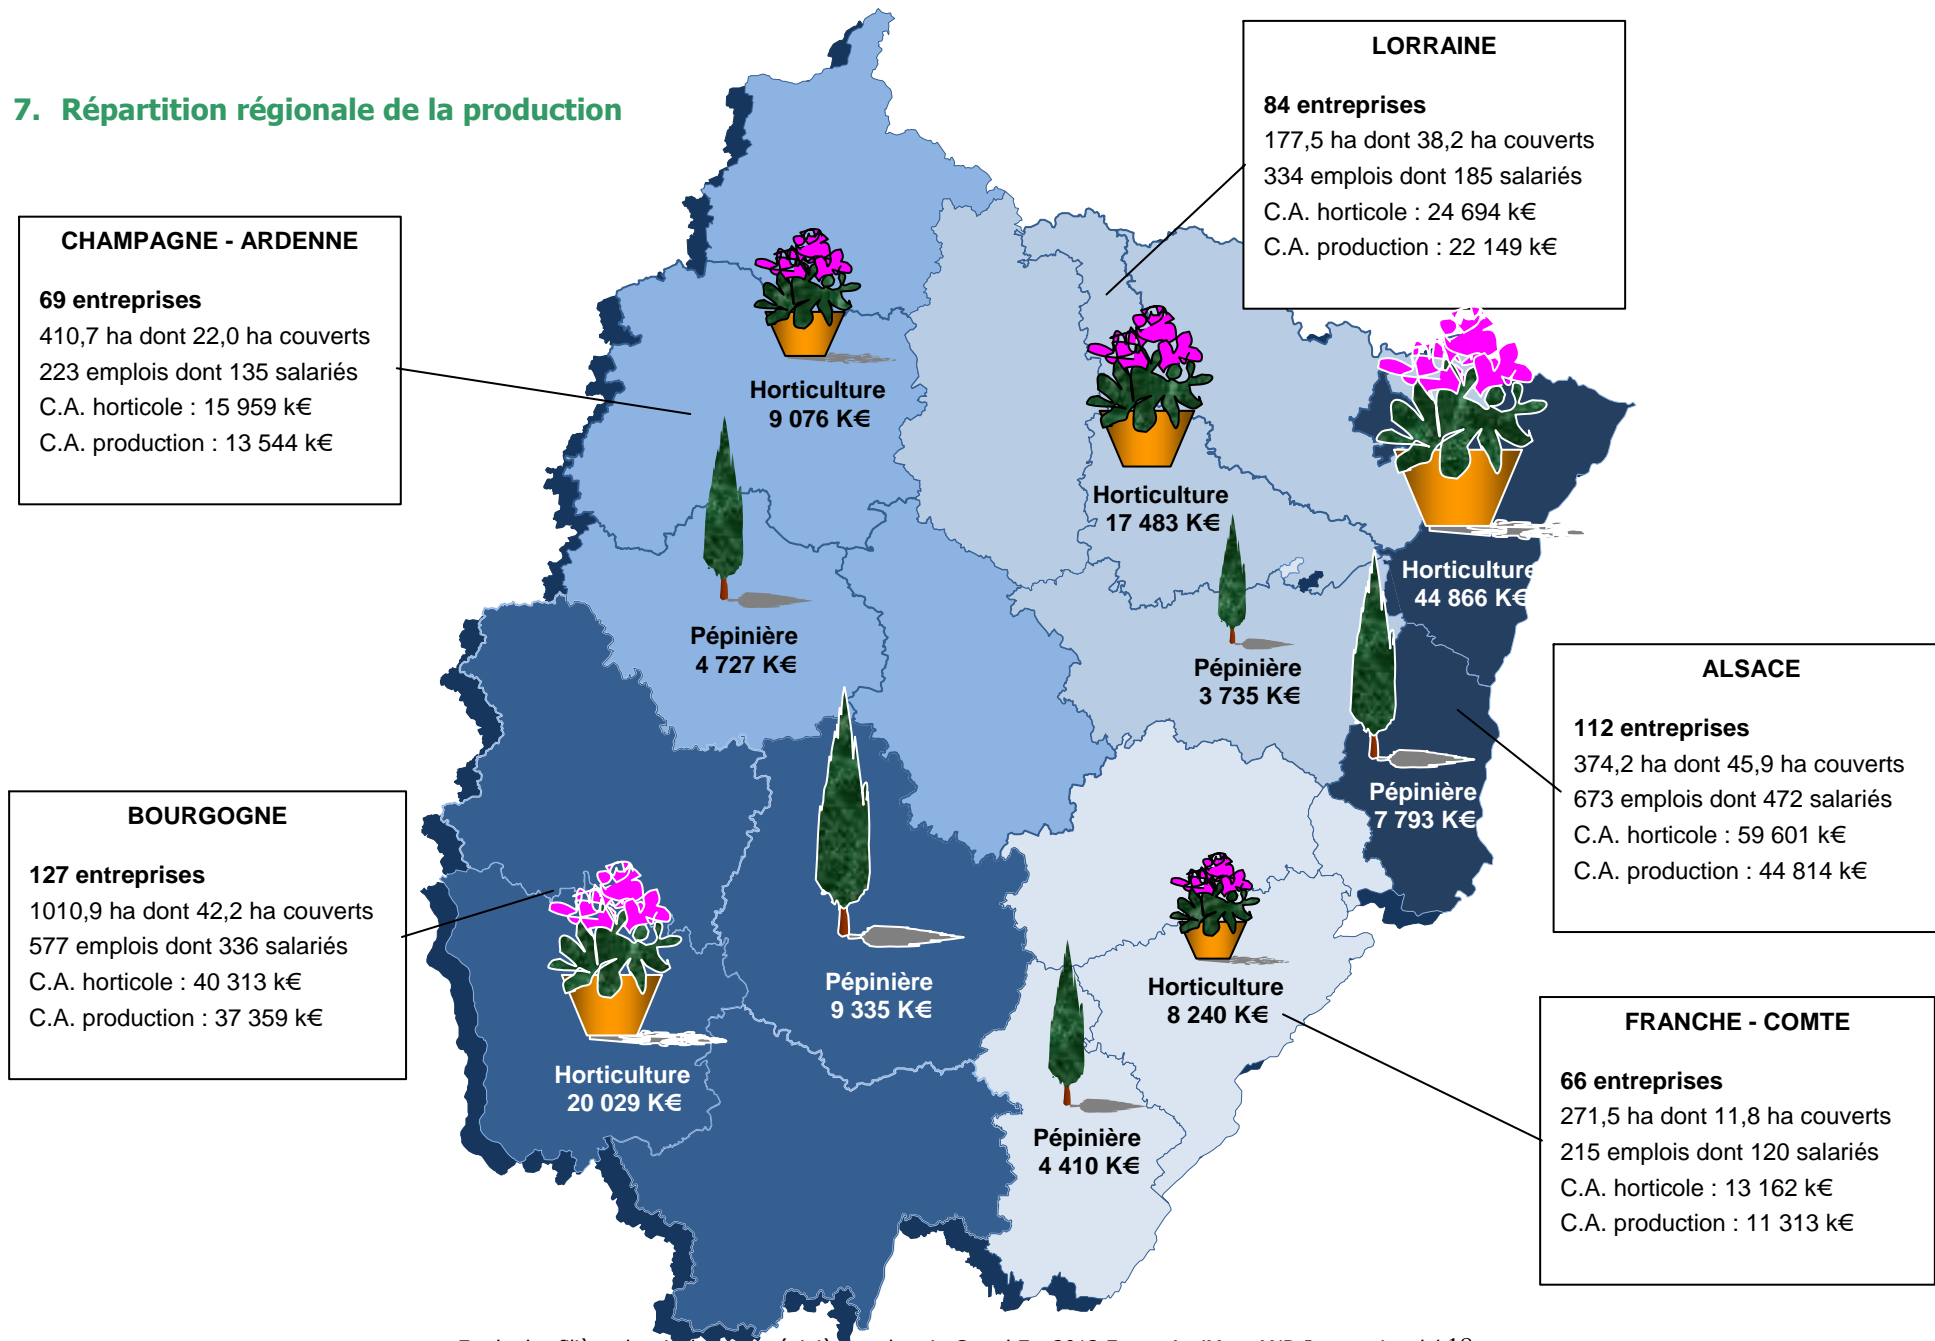 7. Répartition régionale de la production
LORRAINE
84 entreprises
177,5 ha dont 38,2 ha couverts
334 emplois dont 185 salariés
C.A. horticole : 24 694 k€
C.A. production : 22 149 k€
CHAMPAGNE - ARDENNE
69 entreprises
410,7 ha dont 22,0 ha couverts
223 emplois dont 135 salariés
C.A. horticole : 15 959 k€
C.A. production : 13 544 k€
Horticulture
9 076 K€
Horticulture
17 483 K€
Horticulture
44 866 K€
Pépinière
4 727 K€
Pépinière
3 735 K€
ALSACE
112 entreprises
374,2 ha dont 45,9 ha couverts
673 emplois dont 472 salariés
C.A. horticole : 59 601 k€
C.A. production : 44 814 k€
Pépinière
7 793 K€
BOURGOGNE
127 entreprises
1010,9 ha dont 42,2 ha couverts
577 emplois dont 336 salariés
C.A. horticole : 40 313 k€
C.A. production : 37 359 k€
Pépinière
9 335 K€
Horticulture
8 240 K€
Horticulture
20 029 K€
Pépinière
4 410 K€
FRANCHE - COMTE
66 entreprises
271,5 ha dont 11,8 ha couverts
215 emplois dont 120 salariés
C.A. horticole : 13 162 k€
C.A. production : 11 313 k€